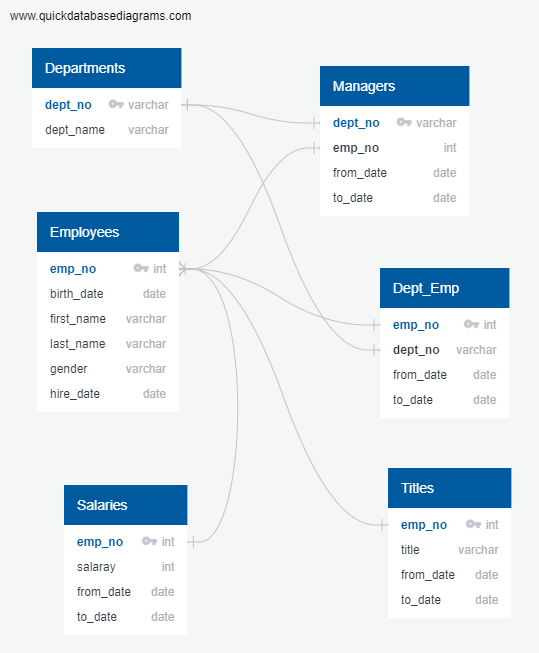 www.quickdatabasediagrams.com
Departments
dept_no varchar
dept_name varchar
Managers
dept_no varchar
emp_no int
from_date date
to_date date
Employees
emp_no int
birth_date date
first_name varchar
last_name varchar
gender varchar
hire_date date
Dept_Emp
emp_no int
dept_no varchar
from_date date
to_date date
Salaries
emp_no int
salaray int
from_date date
to_date date
Titles
emp_no int
title varchar
from_date date
to_date date